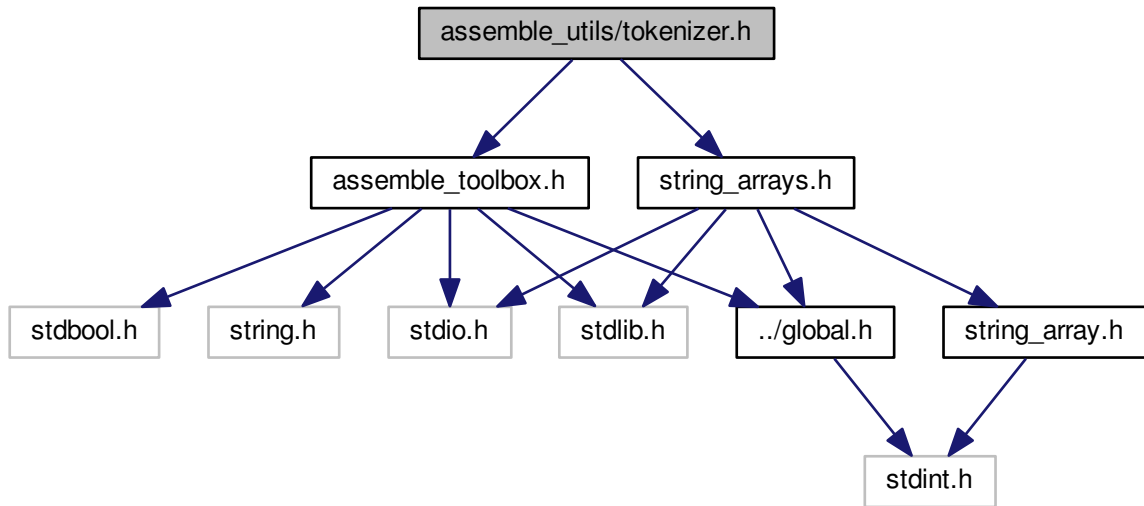 assemble_utils/tokenizer.h
assemble_toolbox.h
string_arrays.h
stdbool.h
string.h
stdio.h
stdlib.h
../global.h
string_array.h
stdint.h